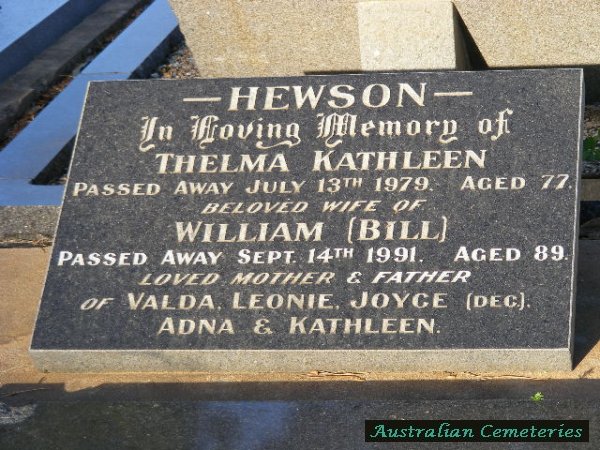 — HEWSON —
In Loving Memory of
THELMA KATHLEEN
PASSED AWAY JULY 13TH 1979. AGED 77.
BELOVED WIFE OF
WILLIAM (BILL)
PASSED AWAY SEPT. 14TH 1991. AGED 89.
LOVED MOTHER & FATHER
OF VALDA, LEONIE, JOYCE (DEC),
ADNA & KATHLEEN.
Australian Cemeteries